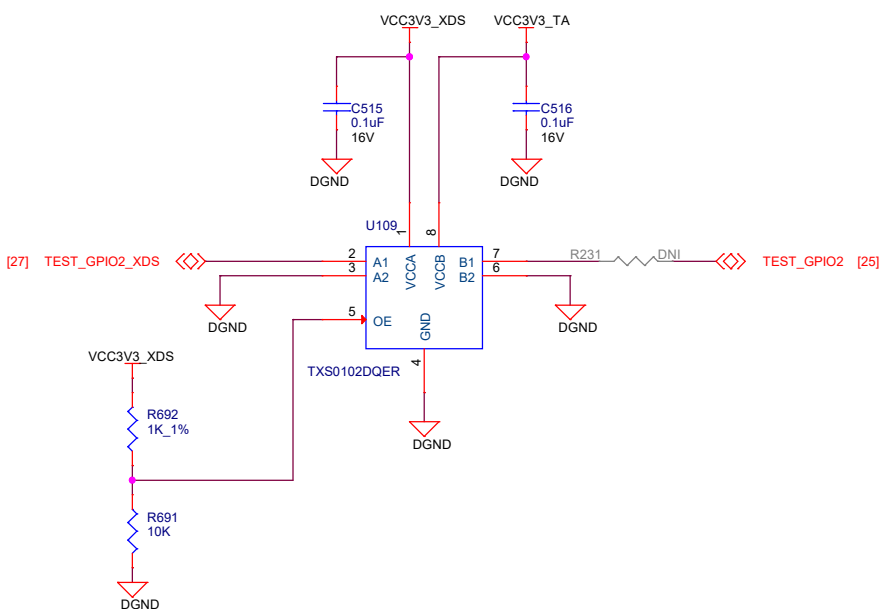 VCC3V3_XDS
VCC3V3_TA
C515
0.1uF
16V
C516
0.1uF
16V
DGND
DGND
U109
1
8
[27] TEST_GPIO2_XDS
2
A1
VCCA
VCCB
B1
7
R231
DNI
TEST_GPIO2 [25]
3
A2
B2
6
DGND
DGND
5
OE
GND
4
TXS0102DQER
VCC3V3_XDS
DGND
R692
1K_1%
R691
10K
DGND